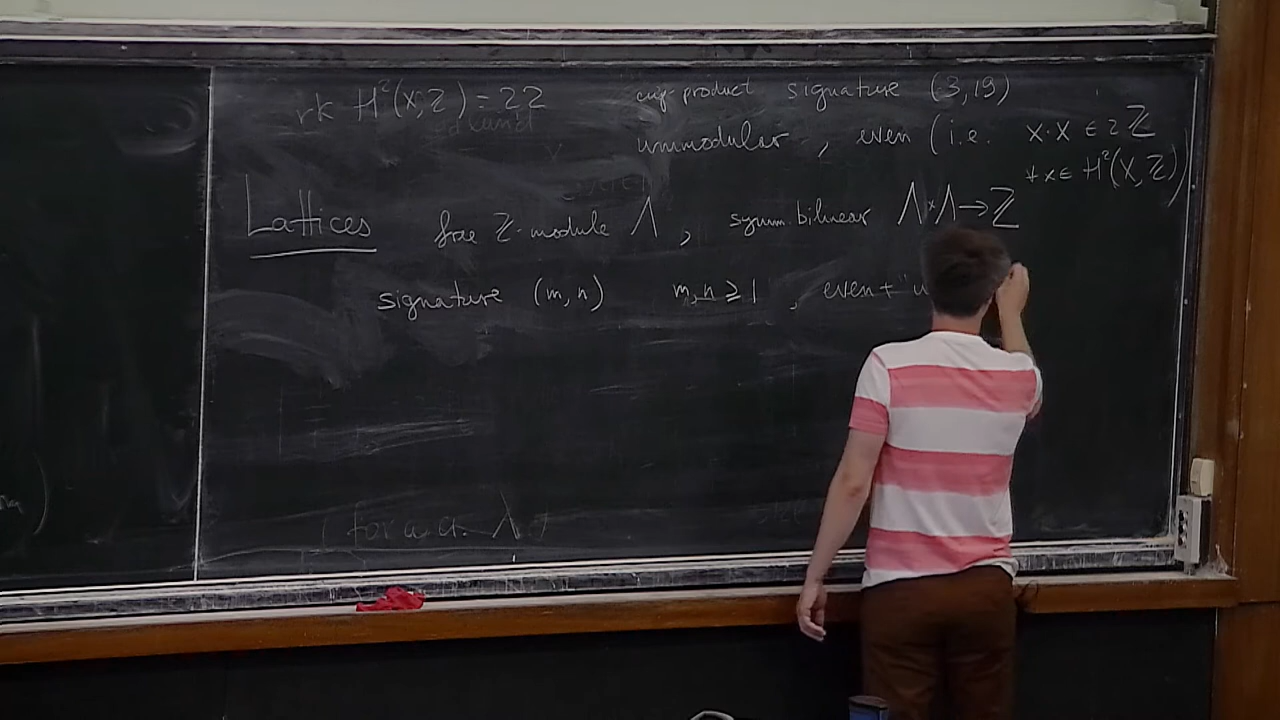 rk H²(X;Z) = 22
cup-product signature (3,19)
unimodular, even (i.e. x·x ∈ 2ℤ
∀x∈ H²(X,ℤ))
Lattices free ℤ-module Λ, symm. bilinear Λ×Λ→ℤ
signature (m,n) m,n ≥ 1, even +
(for a.a. λ)